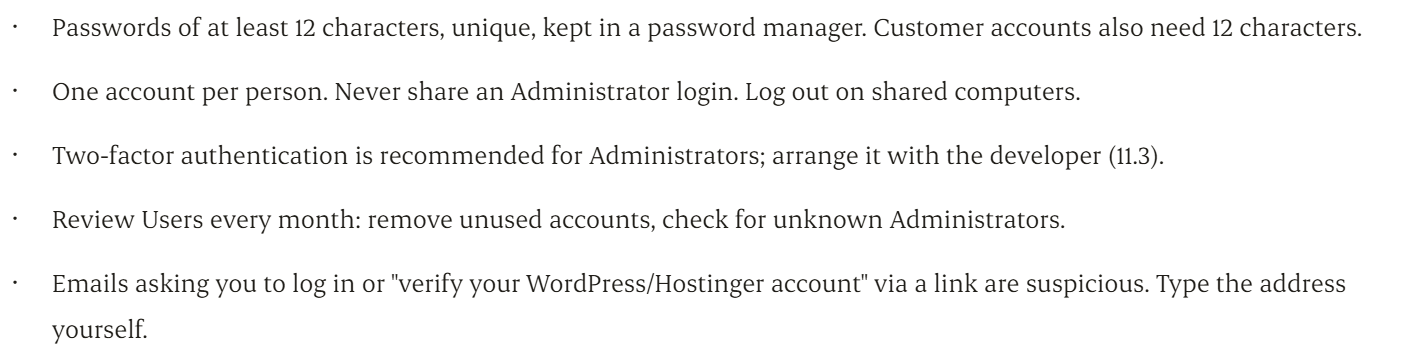 · Passwords of at least 12 characters, unique, kept in a password manager. Customer accounts also need 12 characters.
· One account per person. Never share an Administrator login. Log out on shared computers.
· Two-factor authentication is recommended for Administrators; arrange it with the developer (11.3).
· Review Users every month: remove unused accounts, check for unknown Administrators.
· Emails asking you to log in or "verify your WordPress/Hostinger account" via a link are suspicious. Type the address
yourself.